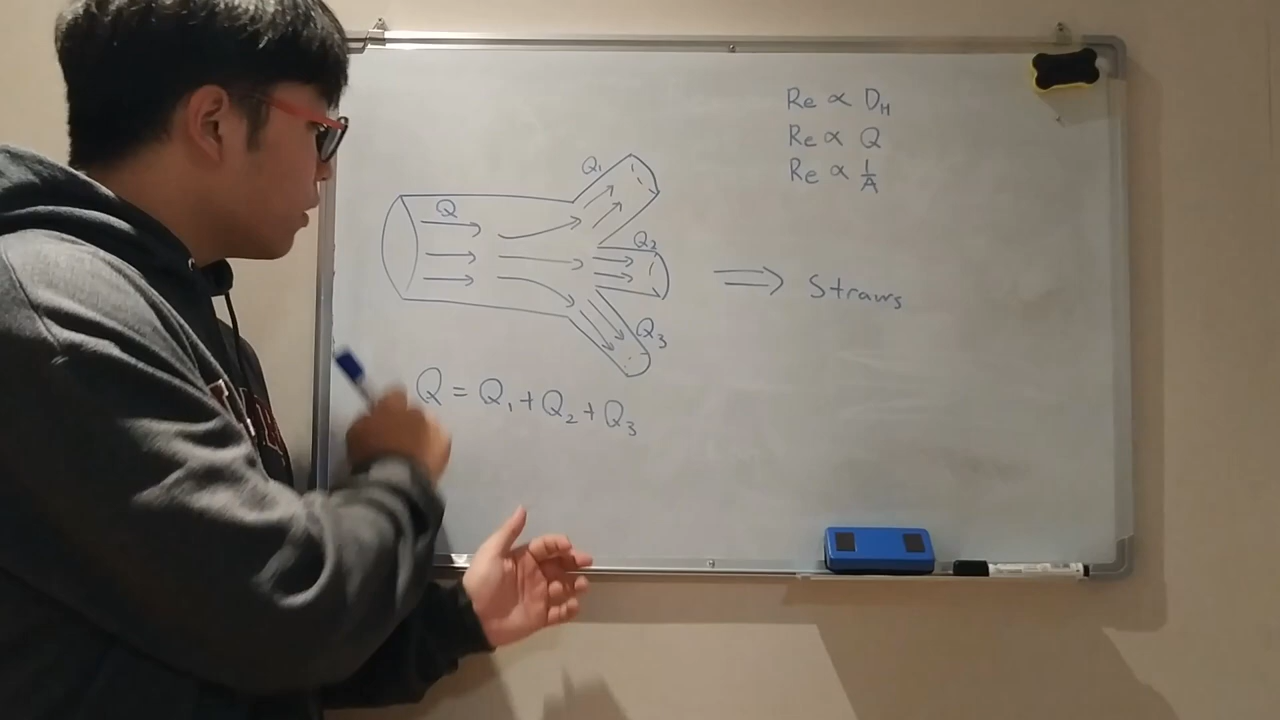 Re ∝ D_H
Re ∝ Q
Re ∝ 1/A
Q₁
Q
Q₂
⟹ Straws
Q₃
Q = Q₁ + Q₂ + Q₃